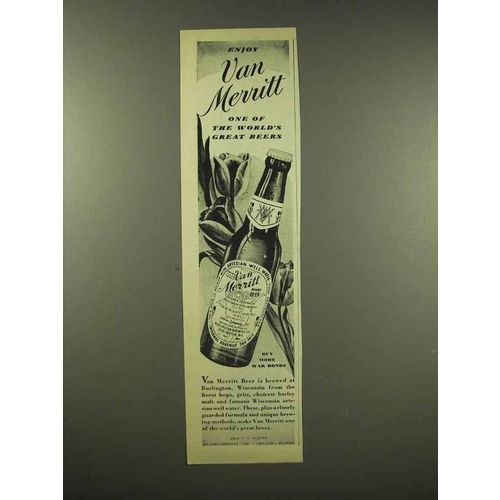 ENJOY
Van
Merritt
ONE OF
THE WORLD'S
GREAT BEERS
ARTESIAN WELL WATER
Van
Merritt
BRAND
BEER
BUY
MORE
WAR BONDS
Van Merritt Beer is brewed at
Burlington, Wisconsin from the
finest hops, grits, choicest barley
malt and famous Wisconsin arte-
sian well water. These, plus a closely
guarded formula and unique brew-
ing methods, make Van Merritt one
of the world's great beers.